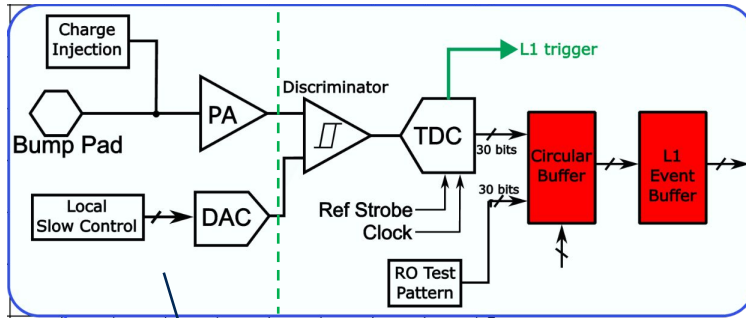 Charge
Injection
Bump Pad
PA
Discriminator
L1 trigger
TDC
30 bits
30 bits
Circular
Buffer
L1
Event
Buffer
Local
Slow Control
DAC
Ref Strobe
Clock
RO Test
Pattern